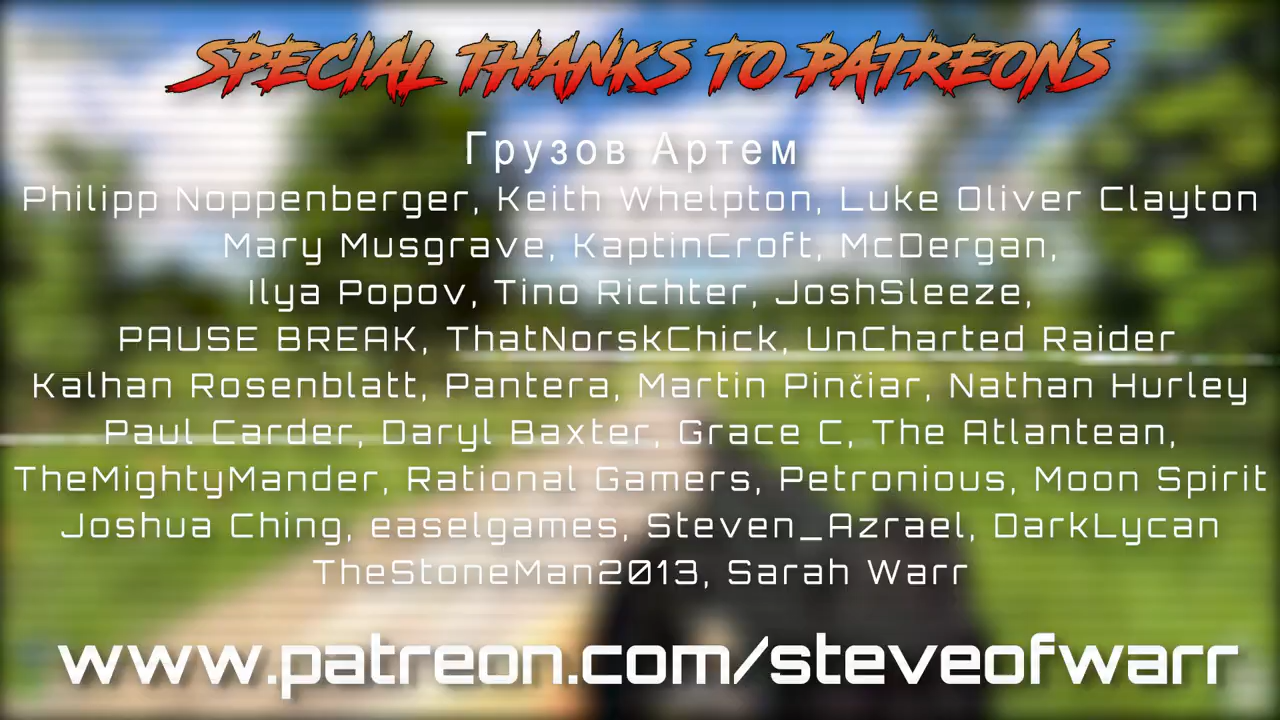 SPECIAL THANKS TO PATREONS
Грузов Артем
Philipp Noppenberger, Keith Whelpton, Luke Oliver Clayton
Mary Musgrave, KaptinCroft, McDergan,
Ilya Popov, Tino Richter, JoshSleeze,
PAUSE BREAK, ThatNorskChick, UnCharted Raider
Kalhan Rosenblatt, Pantera, Martin Pinčiar, Nathan Hurley
Paul Carder, Daryl Baxter, Grace C, The Atlantean,
TheMightyMander, Rational Gamers, Petronious, Moon Spirit
Joshua Ching, easelgames, Steven_Azrael, DarkLycan
TheStoneMan2013, Sarah Warr
www.patreon.com/steveofwarr